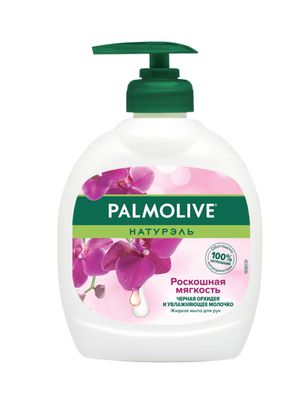 PALMOLIVE®
НАТУРЭЛЬ
100%
Роскошная
мягкость
ЧЕРНАЯ ОРХИДЕЯ
И УВЛАЖНЯЮЩЕЕ МОЛОЧКО
Жидкое мыло для рук